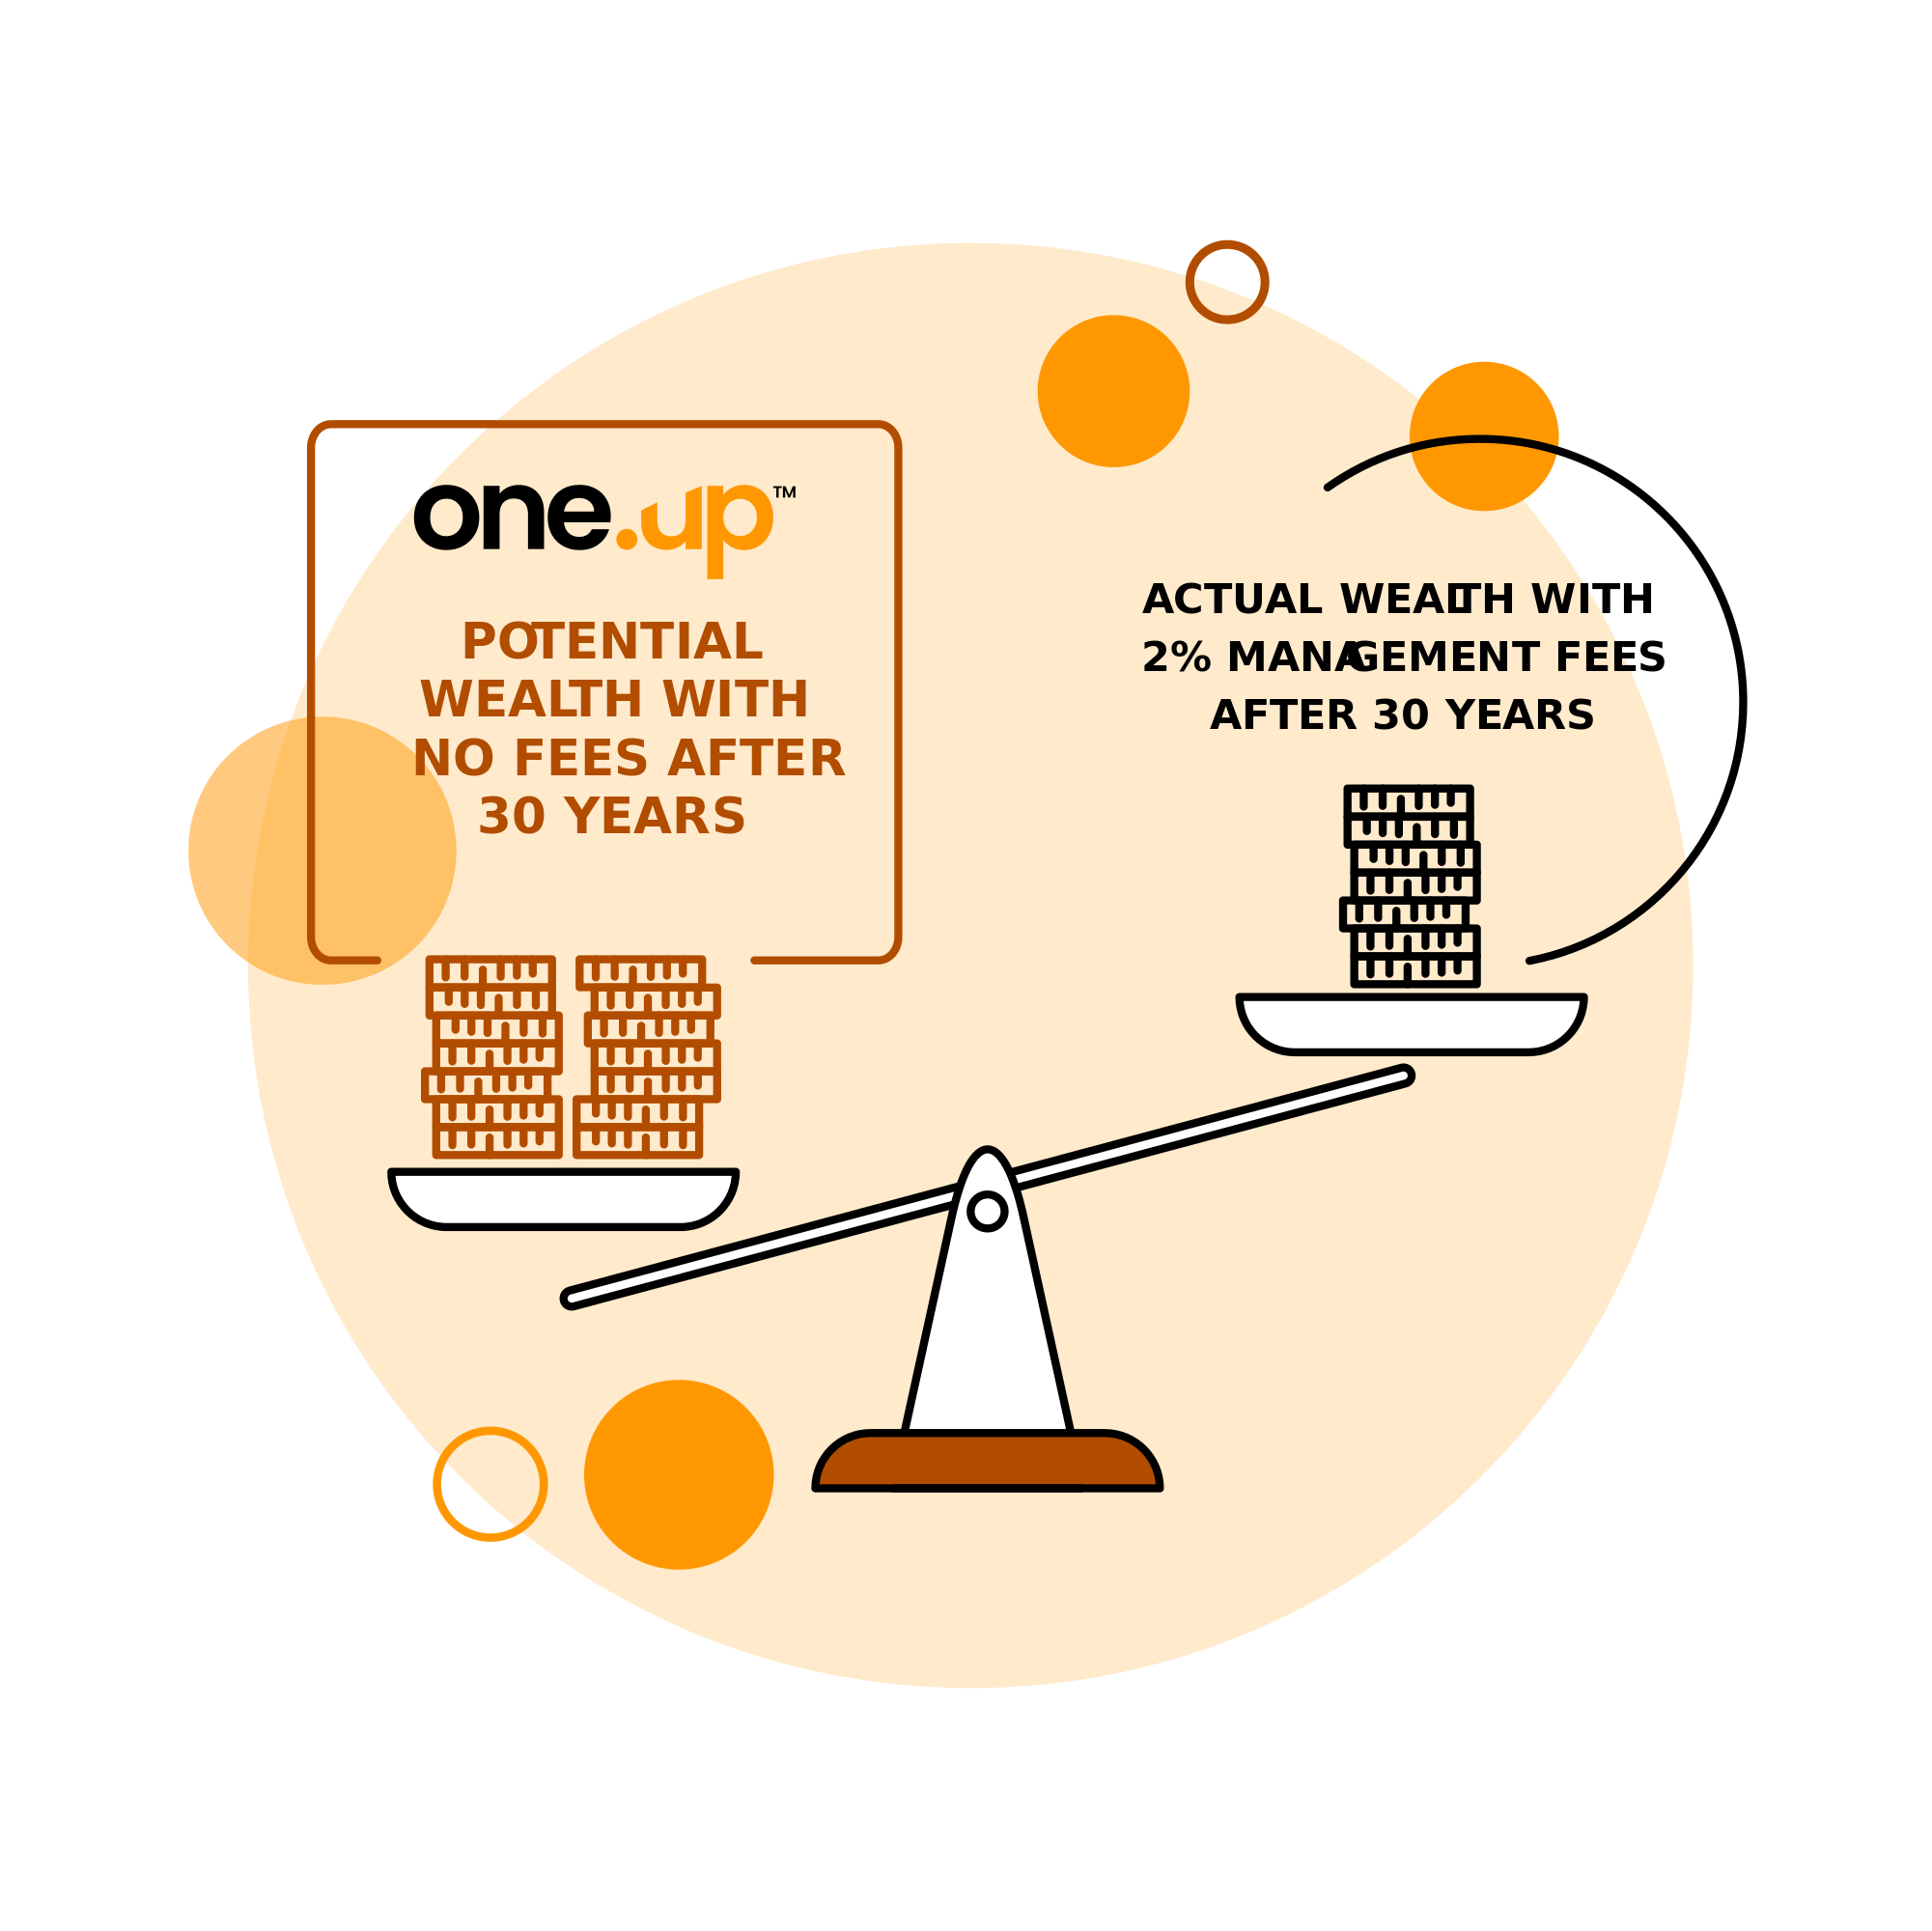 one.up™
POTENTIAL
WEALTH WITH
NO FEES AFTER
30 YEARS
ACTUAL WEALTH WITH
2% MANAGEMENT FEES
AFTER 30 YEARS